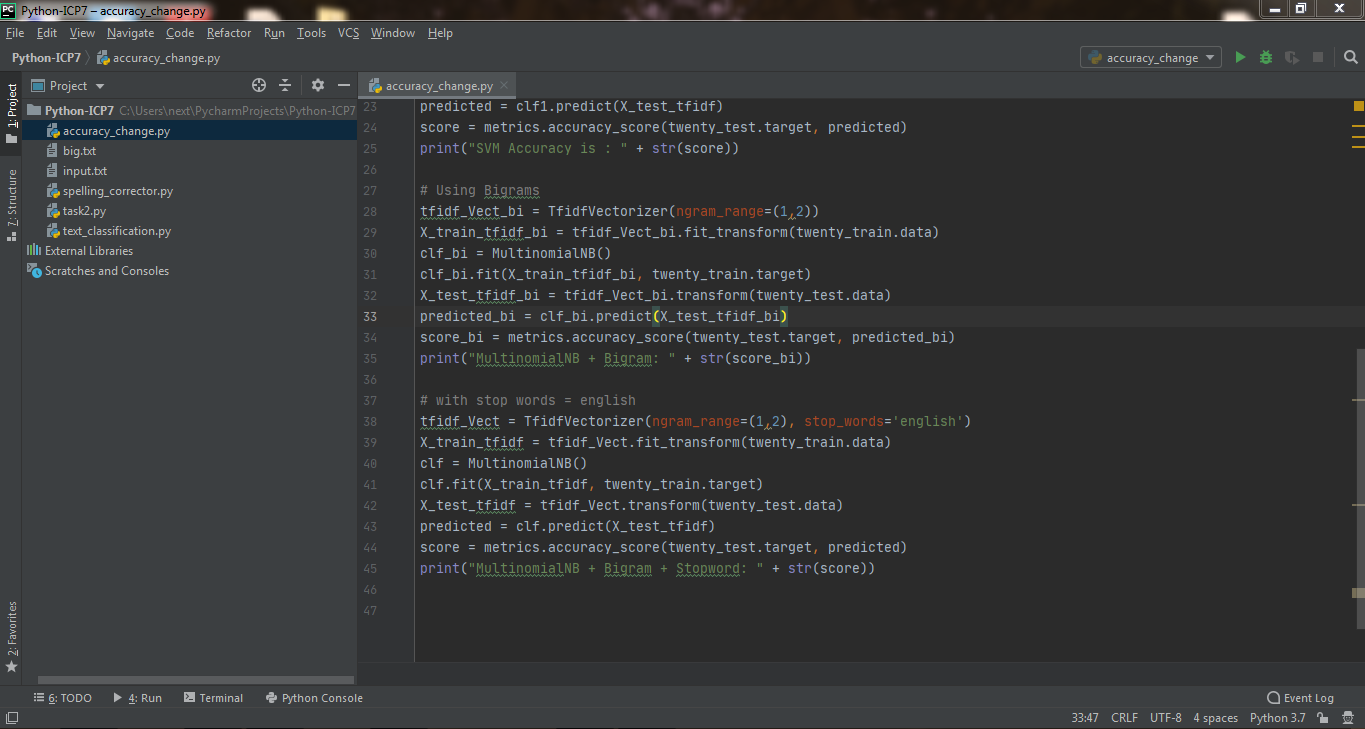 PC Python-ICP7 – accuracy_change.py
File Edit View Navigate Code Refactor Run Tools VCS Window Help
Python-ICP7 accuracy_change.py accuracy_change
1: Project
7: Structure
2: Favorites
Project
Python-ICP7 C:\Users\next\PycharmProjects\Python-ICP7
accuracy_change.py
big.txt
input.txt
spelling_corrector.py
task2.py
text_classification.py
External Libraries
Scratches and Consoles
accuracy_change.py
23 predicted = clf1.predict(X_test_tfidf)
24 score = metrics.accuracy_score(twenty_test.target, predicted)
25 print("SVM Accuracy is : " + str(score))
26
27 # Using Bigrams
28 tfidf_Vect_bi = TfidfVectorizer(ngram_range=(1,2))
29 X_train_tfidf_bi = tfidf_Vect_bi.fit_transform(twenty_train.data)
30 clf_bi = MultinomialNB()
31 clf_bi.fit(X_train_tfidf_bi, twenty_train.target)
32 X_test_tfidf_bi = tfidf_Vect_bi.transform(twenty_test.data)
33 predicted_bi = clf_bi.predict(X_test_tfidf_bi)
34 score_bi = metrics.accuracy_score(twenty_test.target, predicted_bi)
35 print("MultinomialNB + Bigram: " + str(score_bi))
36
37 # with stop words = english
38 tfidf_Vect = TfidfVectorizer(ngram_range=(1,2), stop_words='english')
39 X_train_tfidf = tfidf_Vect.fit_transform(twenty_train.data)
40 clf = MultinomialNB()
41 clf.fit(X_train_tfidf, twenty_train.target)
42 X_test_tfidf = tfidf_Vect.transform(twenty_test.data)
43 predicted = clf.predict(X_test_tfidf)
44 score = metrics.accuracy_score(twenty_test.target, predicted)
45 print("MultinomialNB + Bigram + Stopword: " + str(score))
46
47
6: TODO 4: Run Terminal Python Console Event Log
33:47 CRLF UTF-8 4 spaces Python 3.7